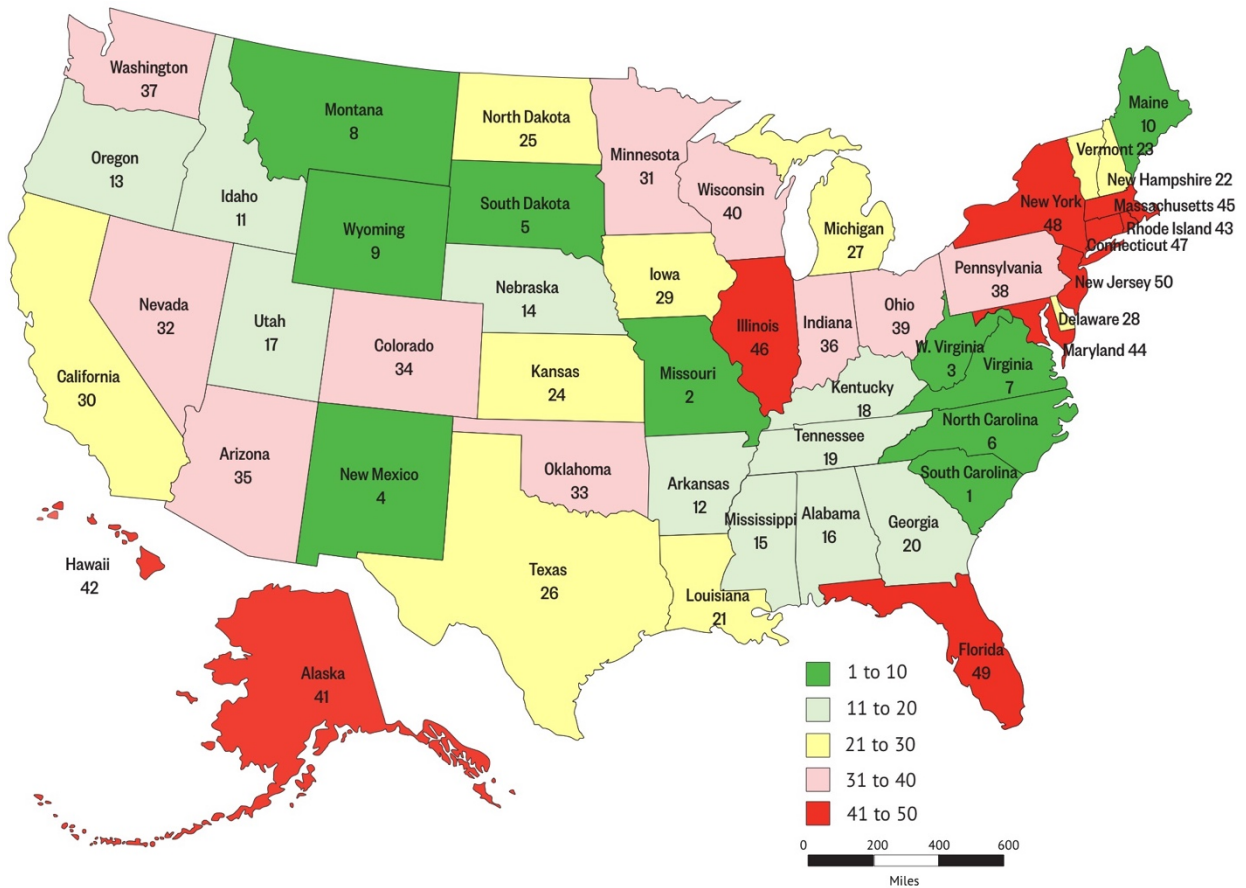 Washington
37
Montana
8
North Dakota
25
Minnesota
31
Wisconsin
40
Michigan
27
Maine
10
Vermont 23
New Hampshire 22
Massachusetts 45
Rhode Island 43
Connecticut 47
New York
48
New Jersey 50
Pennsylvania
38
Delaware 28
Maryland 44
Oregon
13
Idaho
11
Wyoming
9
South Dakota
5
Nebraska
14
Iowa
29
Illinois
46
Indiana
36
Ohio
39
W. Virginia
3
Virginia
7
California
30
Nevada
32
Utah
17
Colorado
34
Kansas
24
Missouri
2
Kentucky
18
North Carolina
6
Tennessee
19
South Carolina
1
Arizona
35
New Mexico
4
Oklahoma
33
Arkansas
12
Mississippi
15
Alabama
16
Georgia
20
Texas
26
Louisiana
21
Florida
49
Hawaii
42
Alaska
41
1 to 10
11 to 20
21 to 30
31 to 40
41 to 50
0 200 400 600
Miles